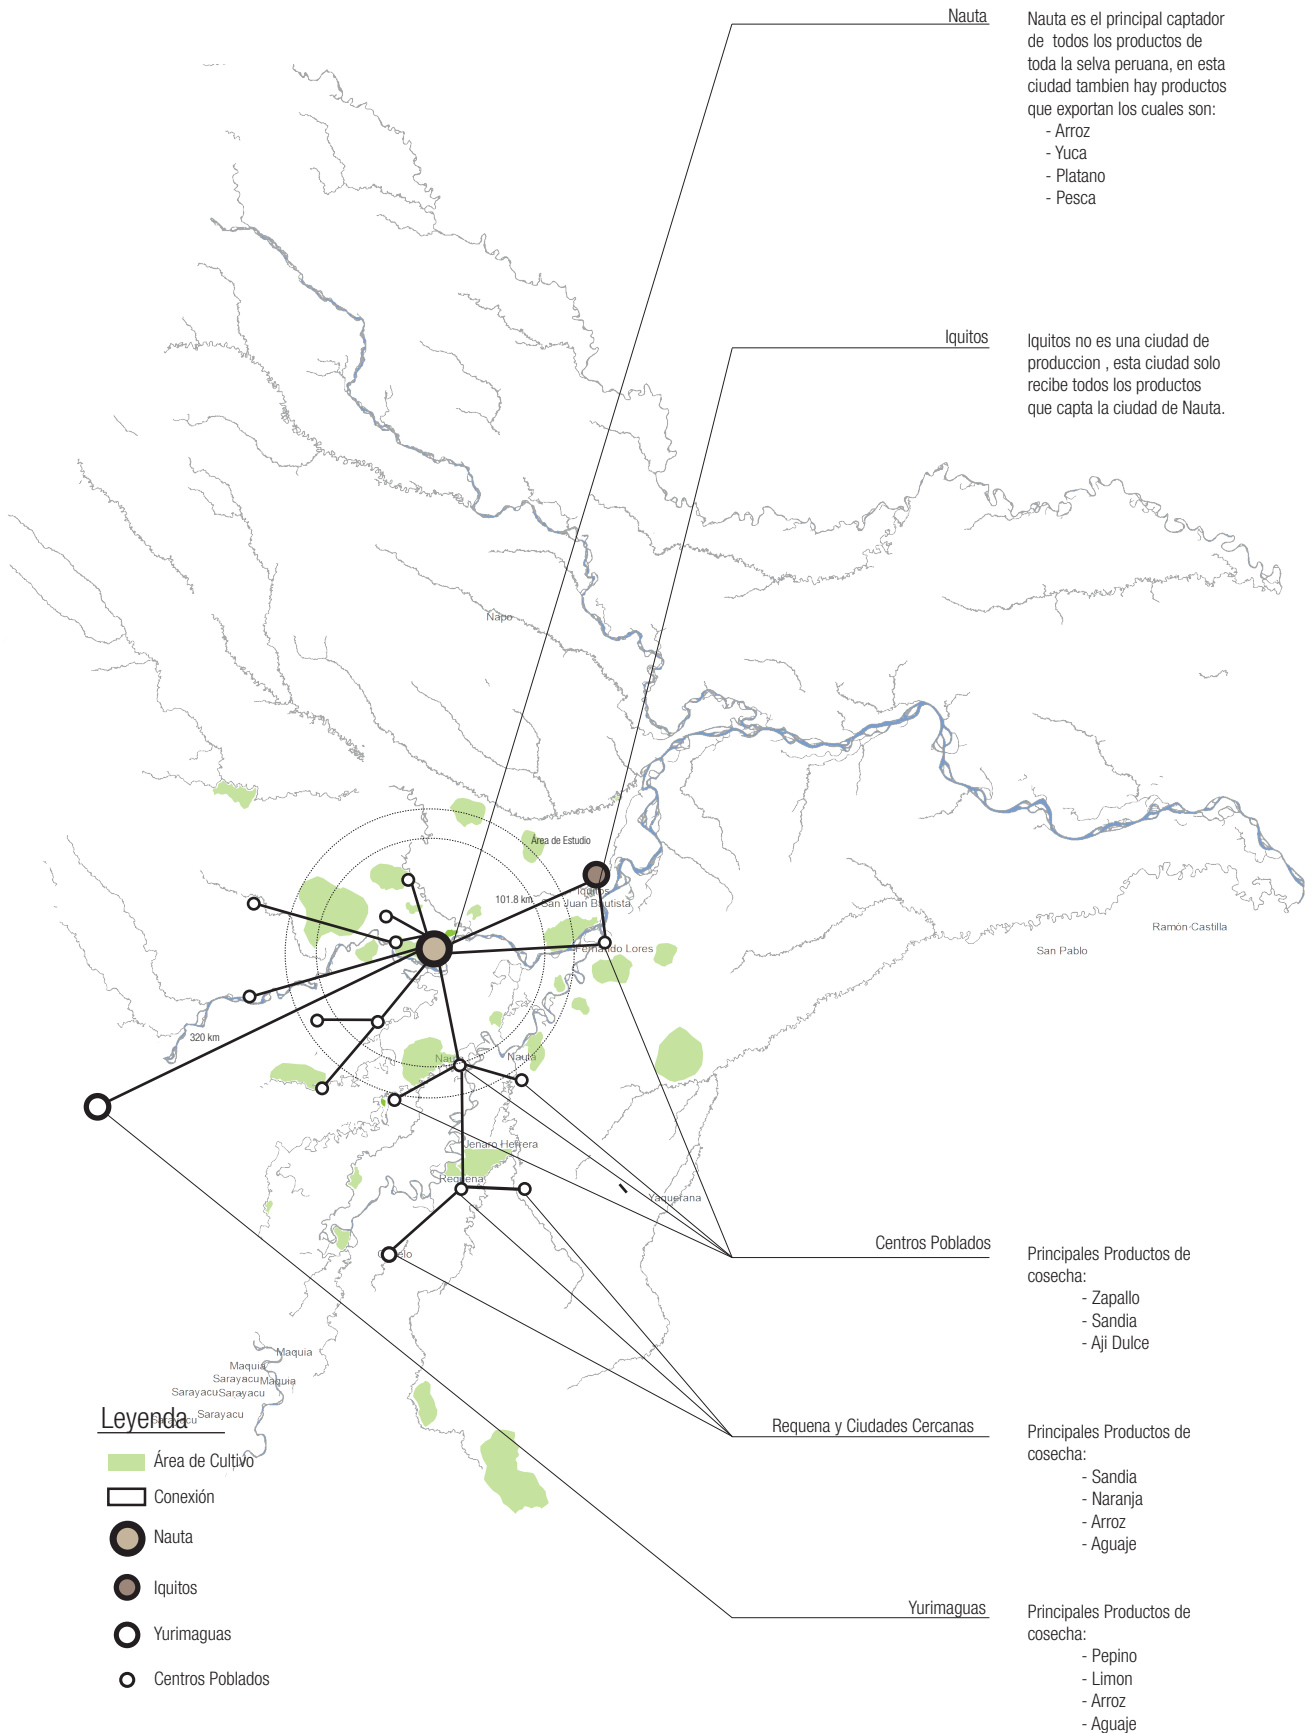 Nauta
Nauta es el principal captador
de todos los productos de
toda la selva peruana, en esta
ciudad tambien hay productos
que exportan los cuales son:
- Arroz
- Yuca
- Platano
- Pesca
Iquitos
Iquitos no es una ciudad de
produccion , esta ciudad solo
recibe todos los productos
que capta la ciudad de Nauta.
Napo
Área de Estudio
Iquitos
101.8 km
San Juan Bautista
Fernando Lores
Ramón Castilla
San Pablo
320 km
Nauta
Nauta
Jenaro Herrera
Requena
Yaquerana
Centros Poblados
Principales Productos de
cosecha:
- Zapallo
- Sandia
- Aji Dulce
Maquia
Maquia
Sarayacu
Maquia
Sarayacu
Sarayacu
Sarayacu
Sarayacu
Requena y Ciudades Cercanas
Principales Productos de
cosecha:
- Sandia
- Naranja
- Arroz
- Aguaje
Leyenda
Área de Cultivo
Conexión
Nauta
Iquitos
Yurimaguas
Centros Poblados
Yurimaguas
Principales Productos de
cosecha:
- Pepino
- Limon
- Arroz
- Aguaje